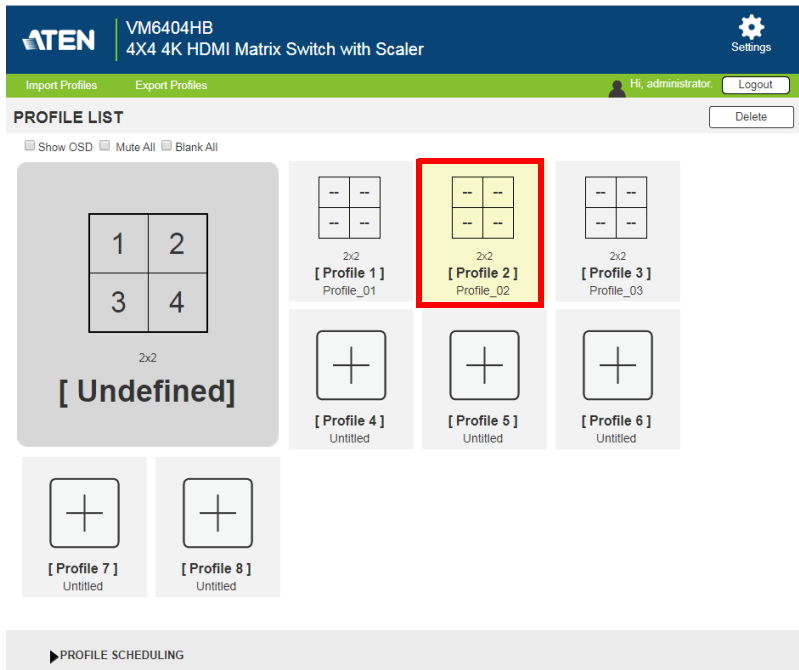 ATEN
VM6404HB
4X4 4K HDMI Matrix Switch with Scaler
Settings
Import Profiles
Export Profiles
Hi, administrator.
Logout
PROFILE LIST
Delete
Show OSD
Mute All
Blank All
1 2
3 4
2x2
[ Undefined]
-- --
-- --
2x2
[ Profile 1 ]
Profile_01
-- --
-- --
2x2
[ Profile 2 ]
Profile_02
-- --
-- --
2x2
[ Profile 3 ]
Profile_03
[ Profile 4 ]
Untitled
[ Profile 5 ]
Untitled
[ Profile 6 ]
Untitled
[ Profile 7 ]
Untitled
[ Profile 8 ]
Untitled
PROFILE SCHEDULING